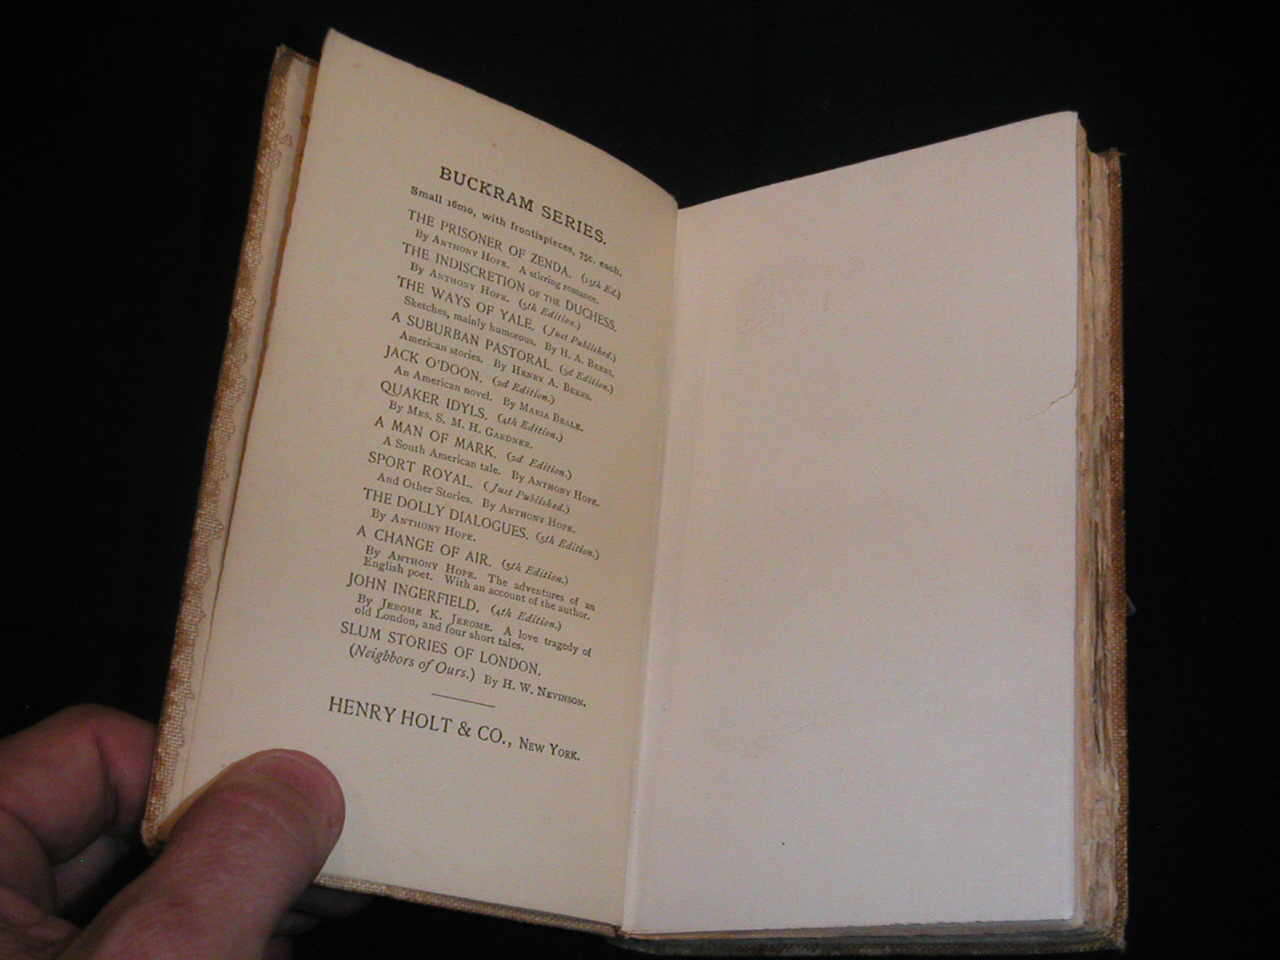 BUCKRAM SERIES.
Small 16mo, with frontispieces, 75c. each.
THE PRISONER OF ZENDA. (15th Ed.)
By ANTHONY HOPE. A stirring romance.
THE INDISCRETION OF THE DUCHESS.
By ANTHONY HOPE. (5th Edition.)
THE WAYS OF YALE. (Just Published.)
Sketches, mainly humorous. By H. A. BEERS.
A SUBURBAN PASTORAL. (3d Edition.)
American stories. By HENRY A. BEERS.
JACK O'DOON. (2d Edition.)
An American novel. By MARIA BEALE.
QUAKER IDYLS. (4th Edition.)
By MRS. S. M. H. GARDNER.
A MAN OF MARK. (2d Edition.)
A South American tale. By ANTHONY HOPE.
SPORT ROYAL. (Just Published.)
And Other Stories. By ANTHONY HOPE.
THE DOLLY DIALOGUES. (5th Edition.)
By ANTHONY HOPE.
A CHANGE OF AIR. (5th Edition.)
By ANTHONY HOPE. The adventures of an
English poet. With an account of the author.
JOHN INGERFIELD. (4th Edition.)
By JEROME K. JEROME. A love tragedy of
old London, and four short tales.
SLUM STORIES OF LONDON.
(Neighbors of Ours.) By H. W. NEVINSON.
HENRY HOLT & CO., NEW YORK.